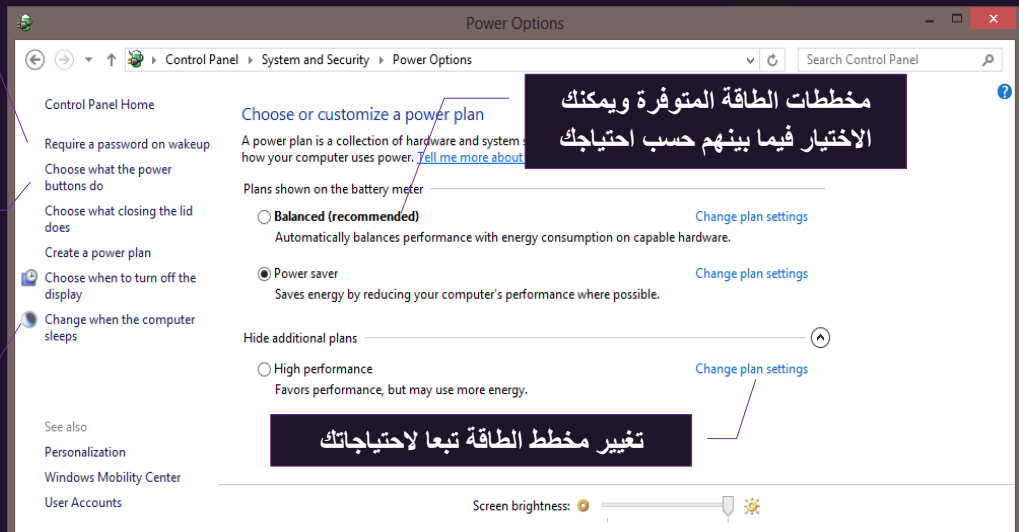 Power Options
Control Panel ▸ System and Security ▸ Power Options
Search Control Panel
Control Panel Home
Require a password on wakeup
Choose what the power
buttons do
Choose what closing the lid
does
Create a power plan
Choose when to turn off the
display
Change when the computer
sleeps
See also
Personalization
Windows Mobility Center
User Accounts
مخططات الطاقة المتوفرة ويمكنك
الاختيار فيما بينهم حسب احتياجك
Choose or customize a power plan
A power plan is a collection of hardware and system
how your computer uses power. Tell me more about
Plans shown on the battery meter
Balanced (recommended)
Change plan settings
Automatically balances performance with energy consumption on capable hardware.
Power saver
Change plan settings
Saves energy by reducing your computer's performance where possible.
Hide additional plans
High performance
Change plan settings
Favors performance, but may use more energy.
تغيير مخطط الطاقة تبعا لاحتياجاتك
Screen brightness: